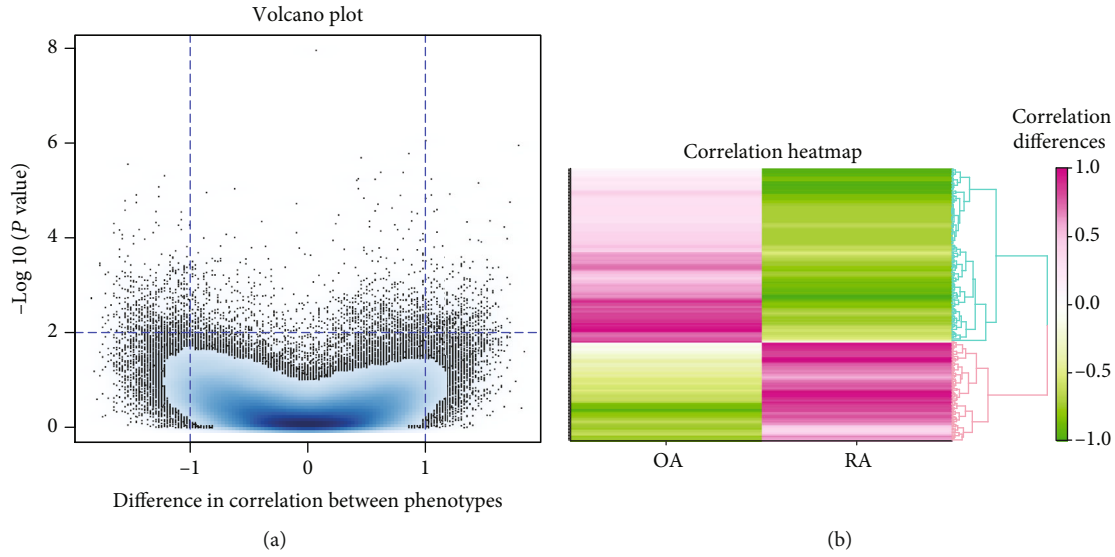 Volcano plot
8
6
4
2
0
–Log 10 (P value)
–1
0
1
Difference in correlation between phenotypes
(a)
Correlation heatmap
OA
RA
Correlation
differences
1.0
0.5
0.0
–0.5
–1.0
(b)